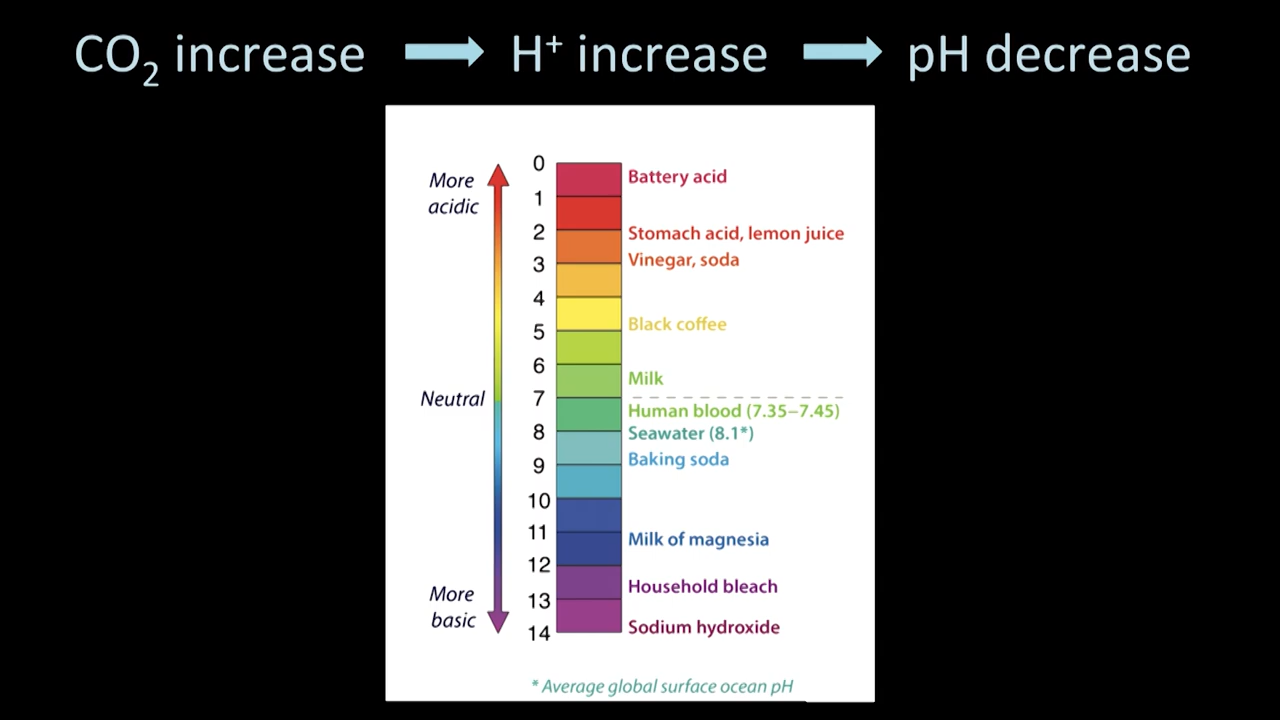 CO₂ increase → H⁺ increase → pH decrease
0
Battery acid
More
acidic
1
2
Stomach acid, lemon juice
3
Vinegar, soda
4
Black coffee
5
6
Milk
Neutral
7
Human blood (7.35–7.45)
8
Seawater (8.1*)
Baking soda
9
10
11
Milk of magnesia
12
Household bleach
More
basic
13
Sodium hydroxide
14
* Average global surface ocean pH